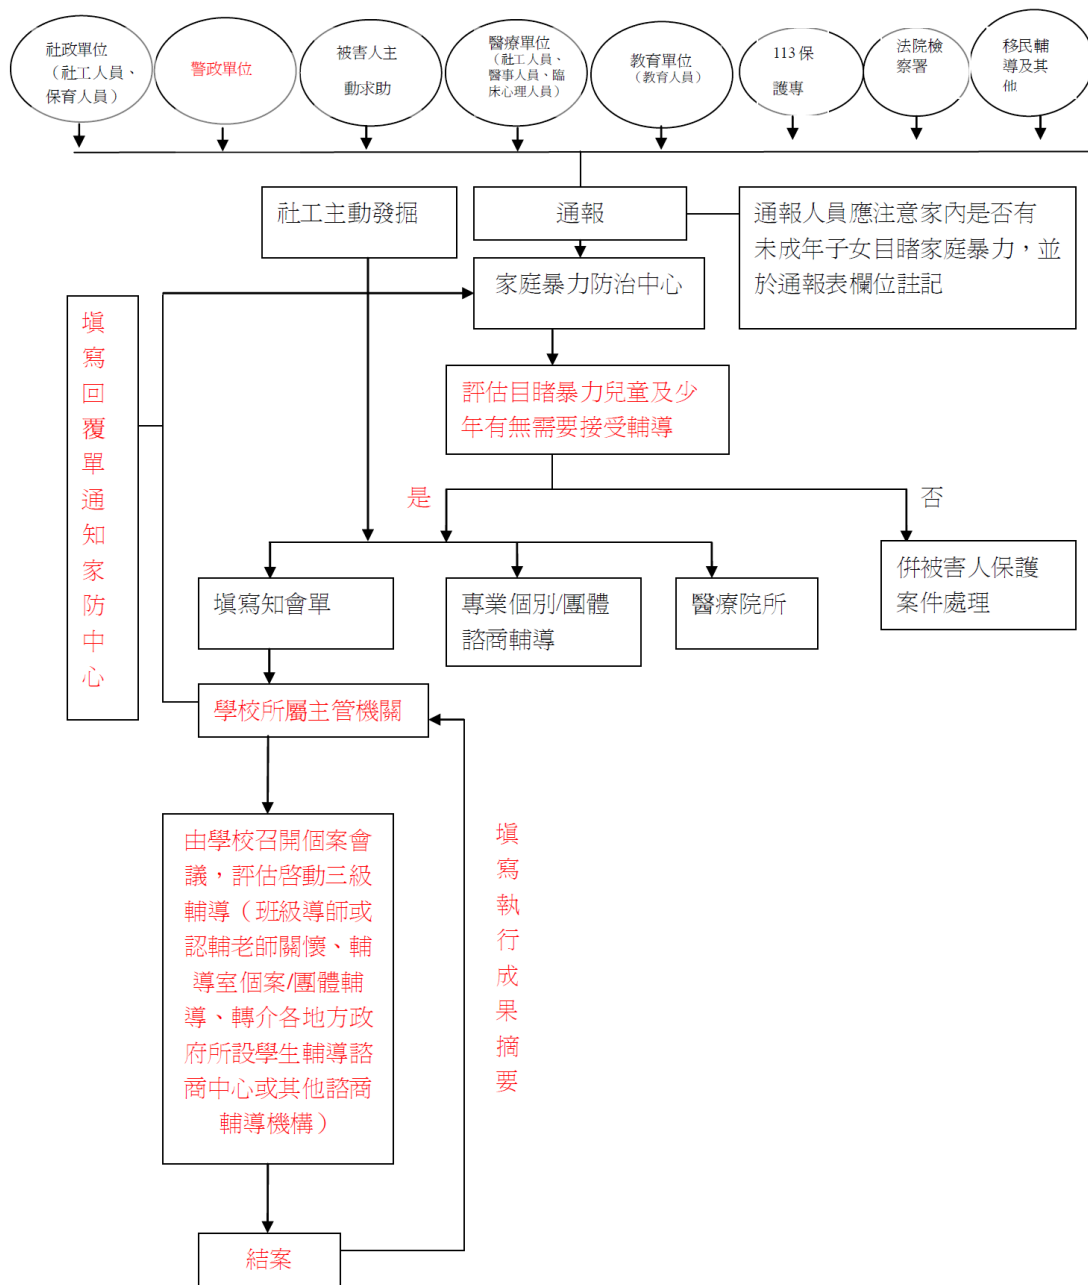 社政單位
（社工人員、
保育人員）
警政單位
被害人主
動求助
醫療單位
（社工人員、
醫事人員、臨
床心理人員）
教育單位
（教育人員）
113 保
護專
法院檢
察署
移民輔
導及其
他
社工主動發掘
通報
通報人員應注意家內是否有
未成年子女目睹家庭暴力，並
於通報表欄位註記
家庭暴力防治中心
填
寫
回
覆
單
通
知
家
防
中
心
評估目睹暴力兒童及少
年有無需要接受輔導
是
否
填寫知會單
專業個別/團體
諮商輔導
醫療院所
併被害人保護
案件處理
學校所屬主管機關
由學校召開個案會
議，評估啓動三級
輔導（班級導師或
認輔老師關懷、輔
導室個案/團體輔
導、轉介各地方政
府所設學生輔導諮
商中心或其他諮商
輔導機構）
填
寫
執
行
成
果
摘
要
結案